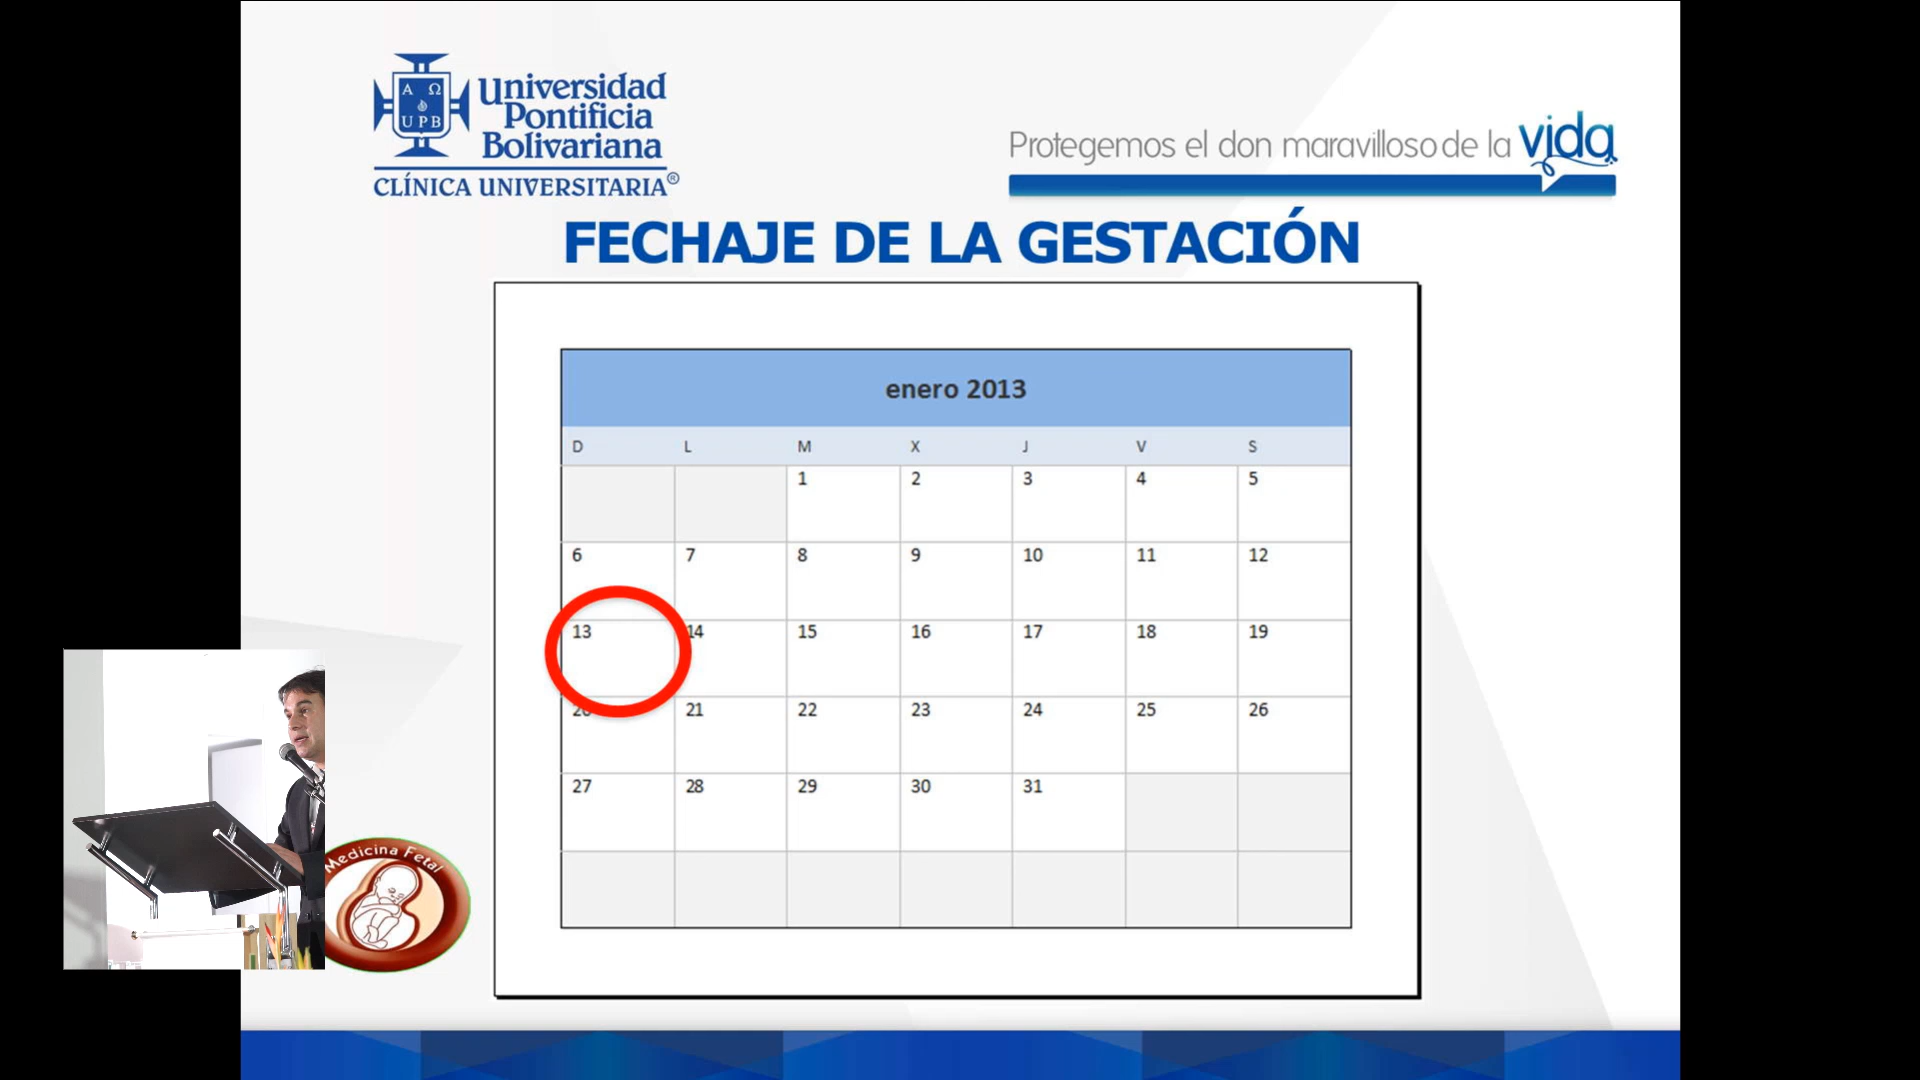 Α Ω
UPB
Universidad
Pontificia
Bolivariana
CLÍNICA UNIVERSITARIA®
Protegemos el don maravilloso de la vida
FECHAJE DE LA GESTACIÓN
enero 2013
D L M X J V S
1 2 3 4 5
6 7 8 9 10 11 12
13 14 15 16 17 18 19
20 21 22 23 24 25 26
27 28 29 30 31
Medicina Fetal